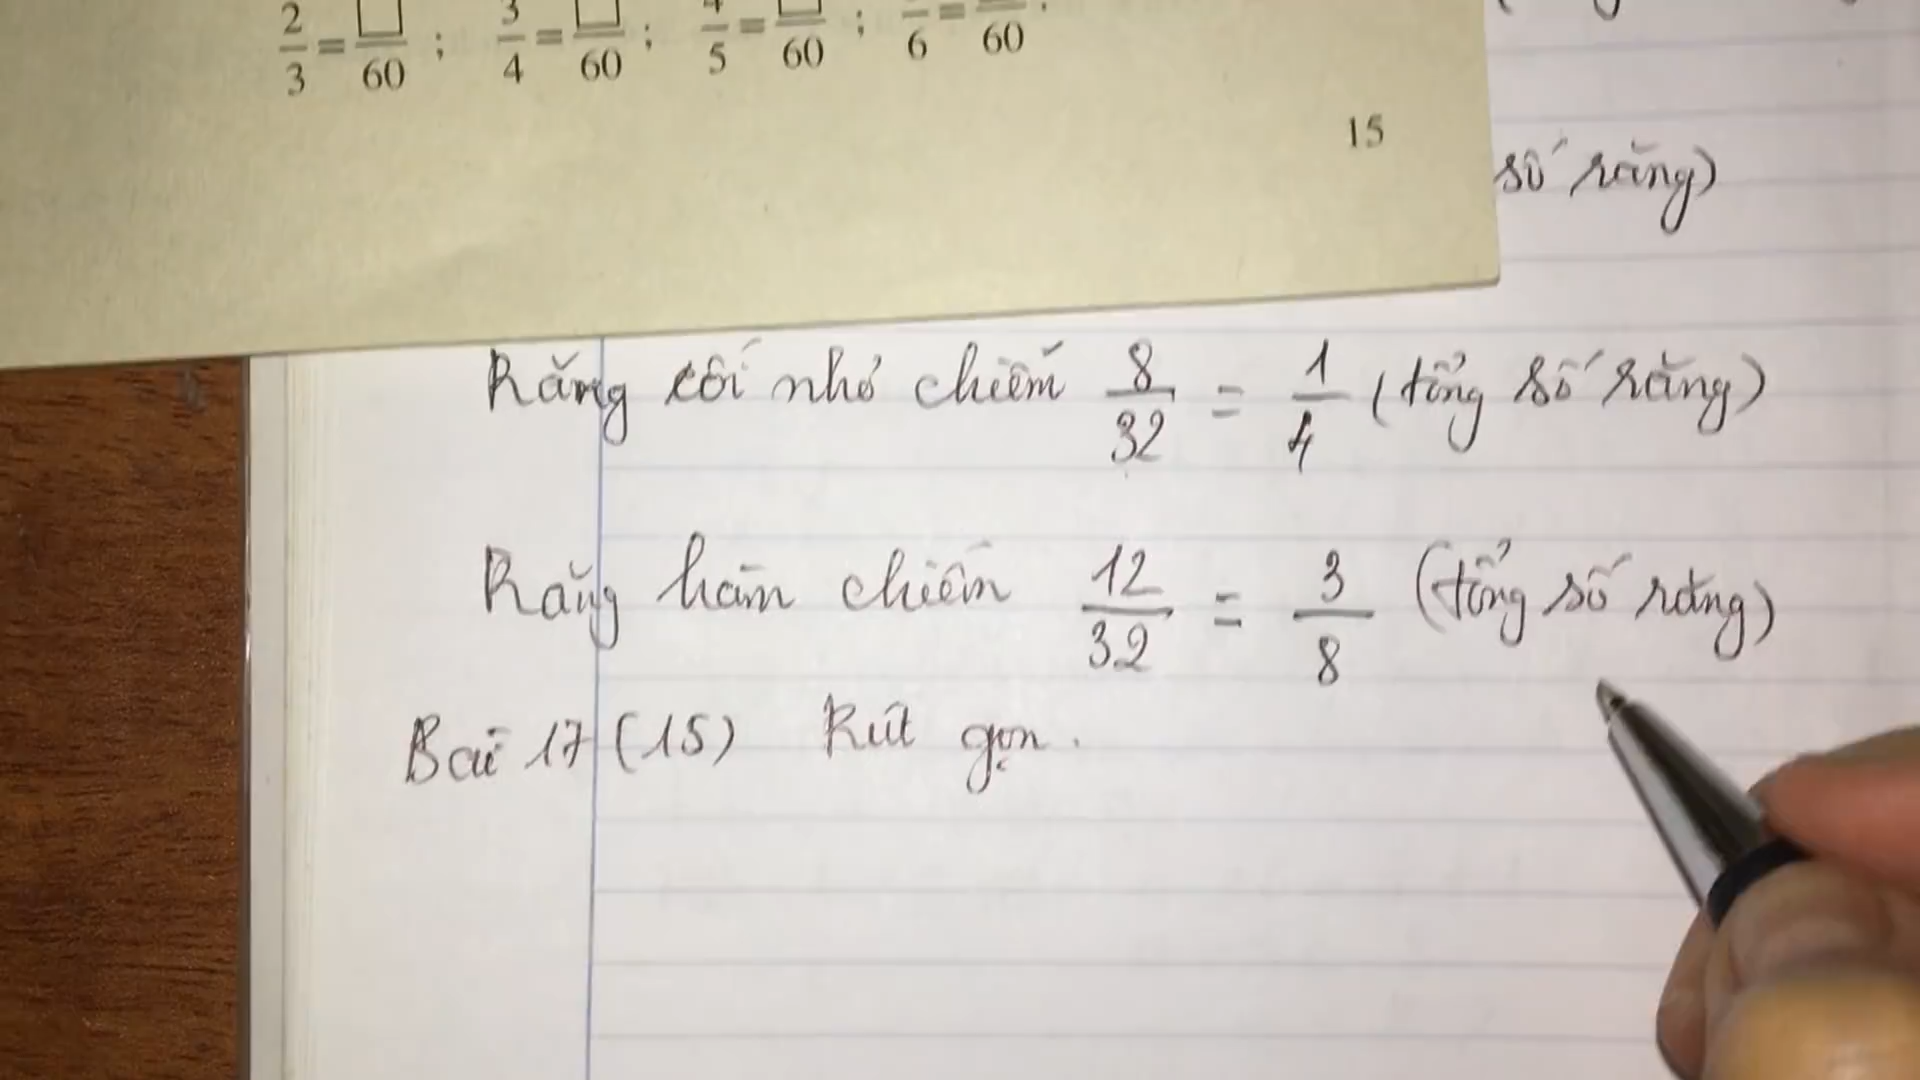 2/3 = □/60 ; 3/4 = □/60 ; 4/5 = □/60 ; /6 = /60 .
15
số răng)
Răng cối nhỏ chiếm 8/32 = 1/4 (tổng số răng)
Răng hàm chiếm 12/32 = 3/8 (tổng số răng)
Bài 17 (15) Rút gọn.